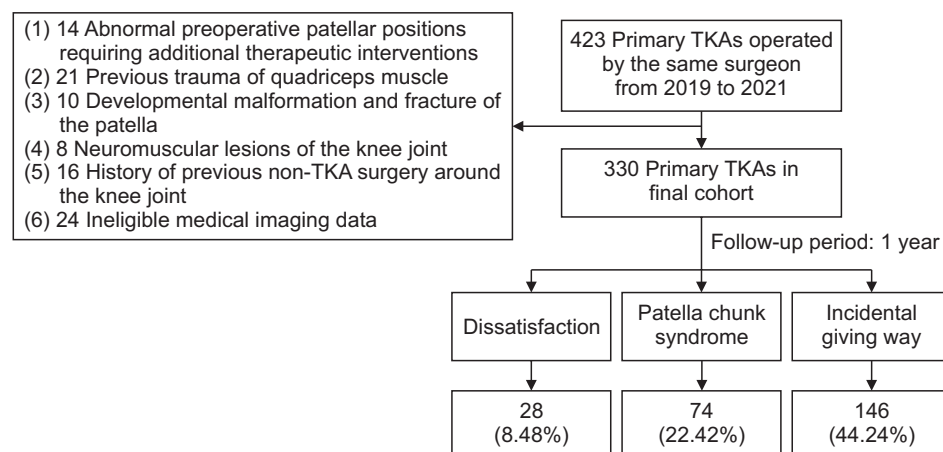 (1) 14 Abnormal preoperative patellar positions
requiring additional therapeutic interventions
(2) 21 Previous trauma of quadriceps muscle
(3) 10 Developmental malformation and fracture of
the patella
(4) 8 Neuromuscular lesions of the knee joint
(5) 16 History of previous non-TKA surgery around
the knee joint
(6) 24 Ineligible medical imaging data
423 Primary TKAs operated
by the same surgeon
from 2019 to 2021
330 Primary TKAs in
final cohort
Follow-up period: 1 year
Dissatisfaction
Patella chunk
syndrome
Incidental
giving way
28
(8.48%)
74
(22.42%)
146
(44.24%)